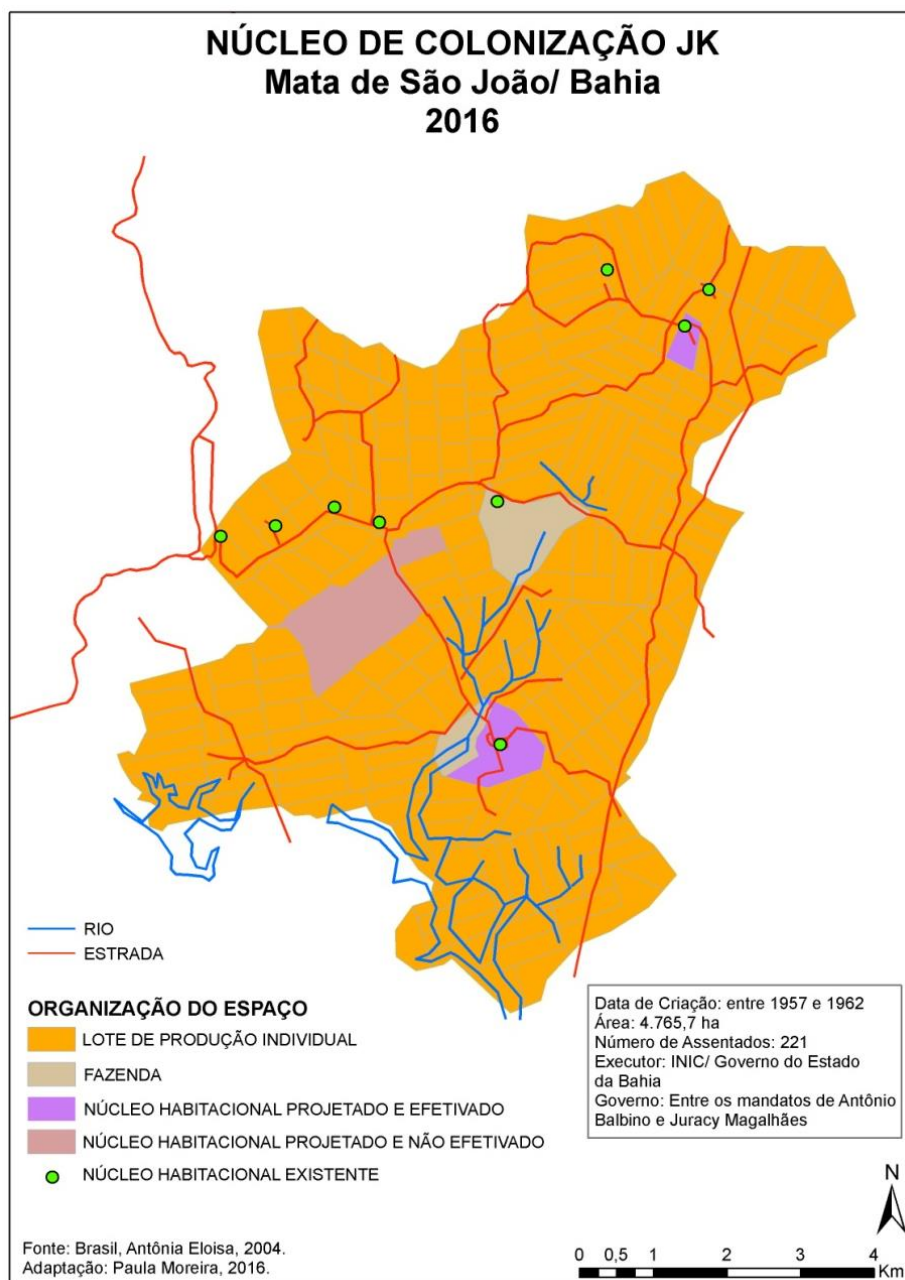 NÚCLEO DE COLONIZAÇÃO JK
Mata de São João/ Bahia
2016
RIO
ESTRADA
ORGANIZAÇÃO DO ESPAÇO
LOTE DE PRODUÇÃO INDIVIDUAL
FAZENDA
NÚCLEO HABITACIONAL PROJETADO E EFETIVADO
NÚCLEO HABITACIONAL PROJETADO E NÃO EFETIVADO
NÚCLEO HABITACIONAL EXISTENTE
Data de Criação: entre 1957 e 1962
Área: 4.765,7 ha
Número de Assentados: 221
Executor: INIC/ Governo do Estado
da Bahia
Governo: Entre os mandatos de Antônio
Balbino e Juracy Magalhães
N
Fonte: Brasil, Antônia Eloisa, 2004.
Adaptação: Paula Moreira, 2016.
0 0,5 1 2 3 4
Km